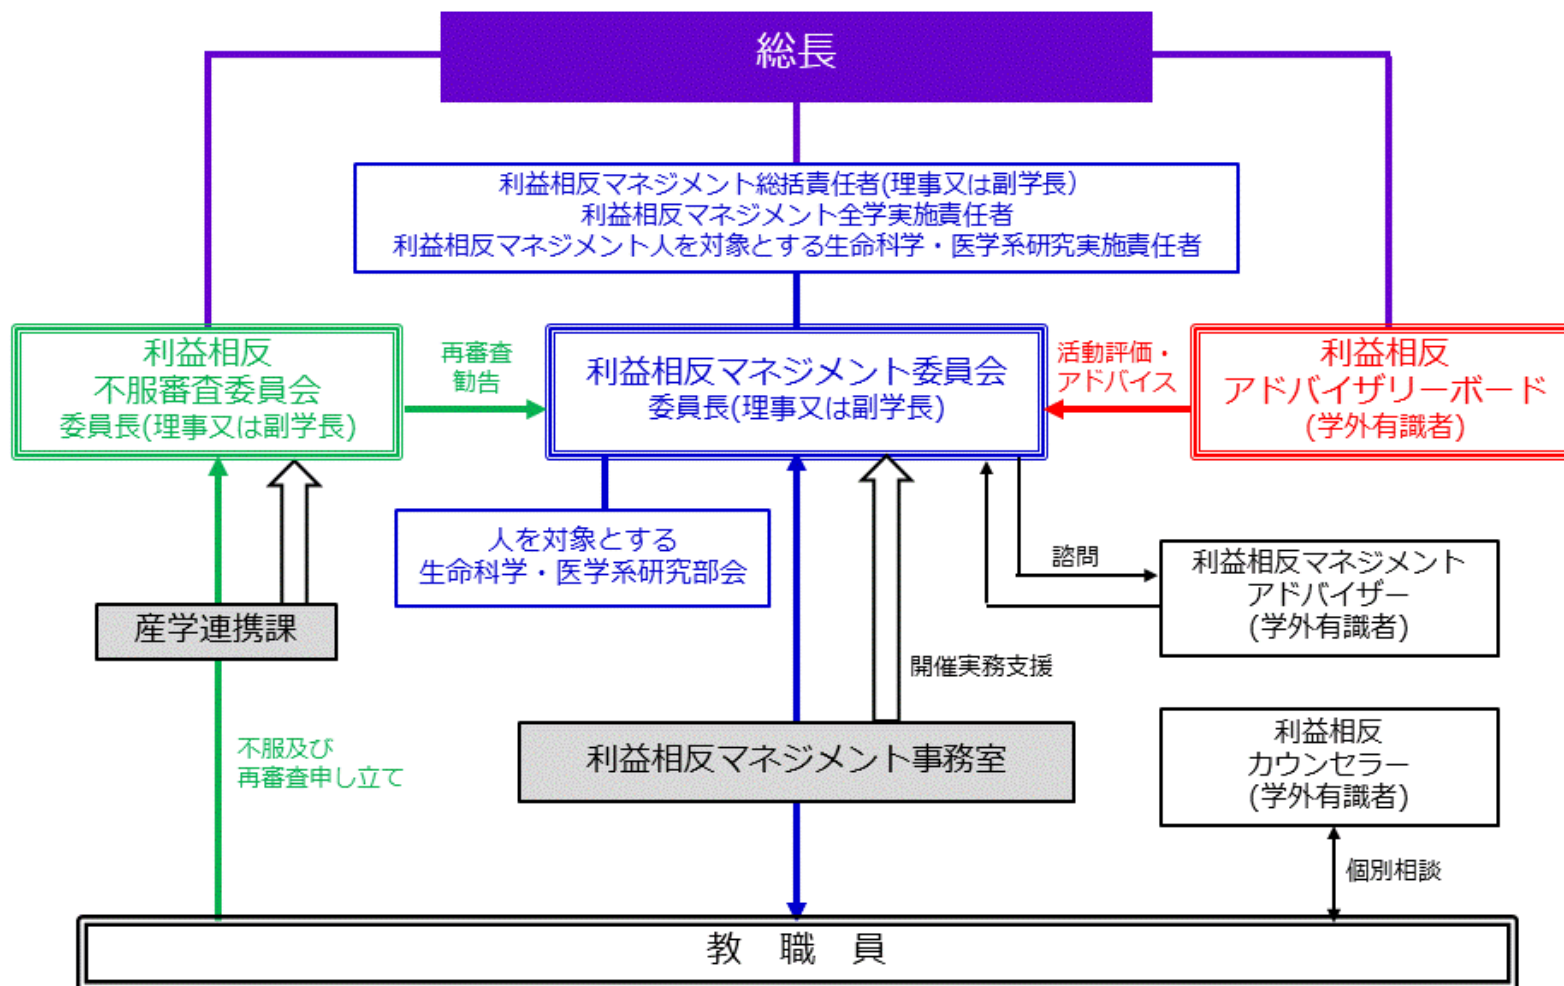 総長
利益相反マネジメント総括責任者(理事又は副学長)
利益相反マネジメント全学実施責任者
利益相反マネジメント人を対象とする生命科学・医学系研究実施責任者
利益相反
不服審査委員会
委員長(理事又は副学長)
再審査
勧告
利益相反マネジメント委員会
委員長(理事又は副学長)
活動評価・
アドバイス
利益相反
アドバイザリーボード
(学外有識者)
人を対象とする
生命科学・医学系研究部会
諮問
利益相反マネジメント
アドバイザー
(学外有識者)
産学連携課
開催実務支援
不服及び
再審査申し立て
利益相反マネジメント事務室
利益相反
カウンセラー
(学外有識者)
個別相談
教 職 員